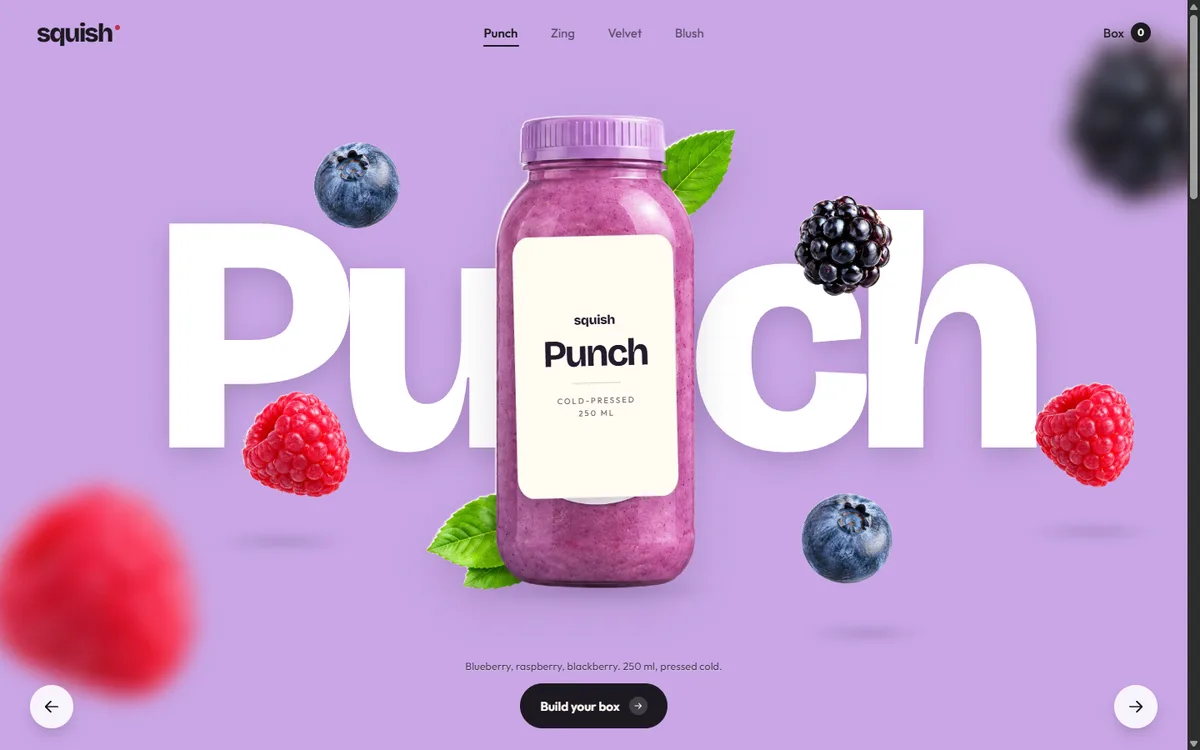 squish
Punch
Zing
Velvet
Blush
Box 0
Punch
squish
Punch
COLD-PRESSED
250 ML
Blueberry, raspberry, blackberry. 250 ml, pressed cold.
Build your box